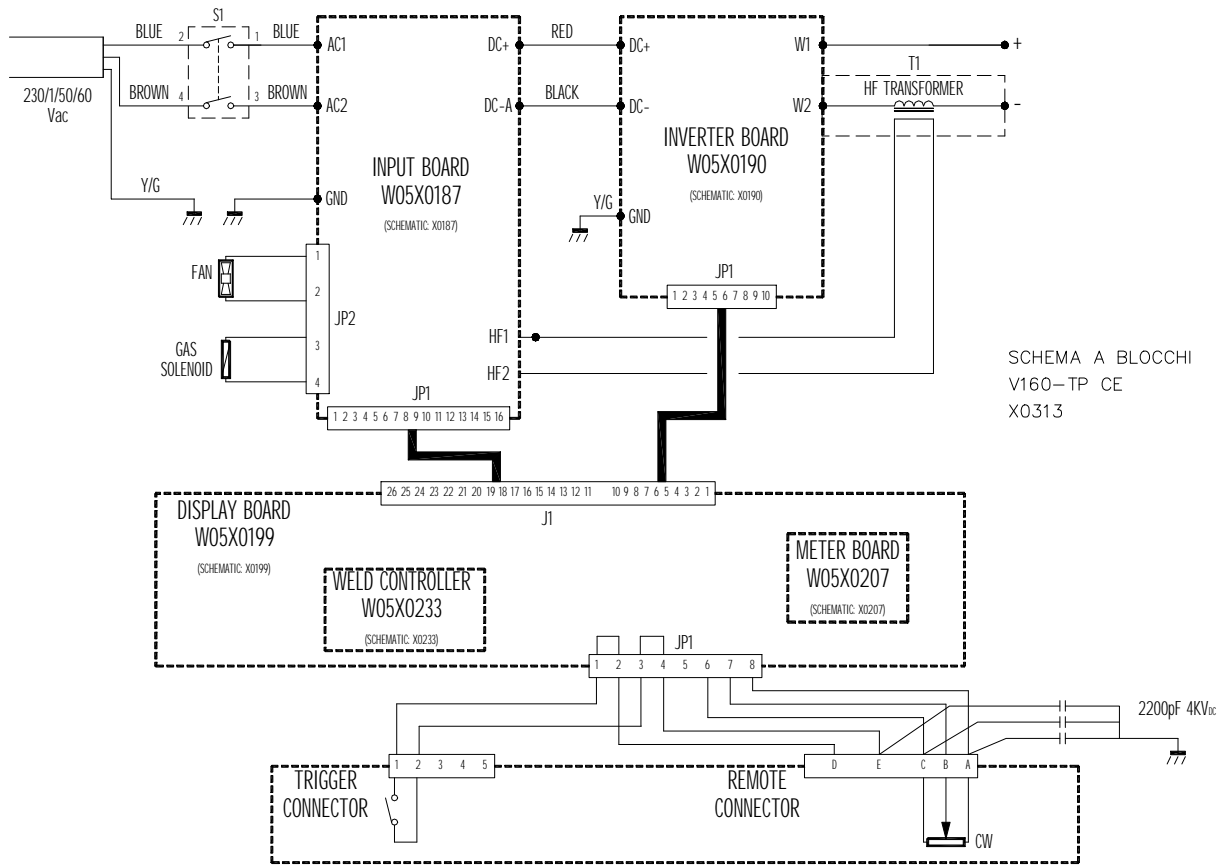 S1
BLUE 2 1 BLUE AC1
DC+ RED DC+
W1 +
T1
HF TRANSFORMER
BROWN 4 3 BROWN AC2
DC-A BLACK DC-
W2 -
230/1/50/60
Vac
INPUT BOARD
W05X0187
(SCHEMATIC: X0187)
INVERTER BOARD
W05X0190
(SCHEMATIC: X0190)
Y/G
GND
Y/G
GND
FAN
1
2
JP2
GAS
SOLENOID
3
4
JP1
1 2 3 4 5 6 7 8 9 10
HF1
HF2
JP1
1 2 3 4 5 6 7 8 9 10 11 12 13 14 15 16
SCHEMA A BLOCCHI
V160-TP CE
X0313
26 25 24 23 22 21 20 19 18 17 16 15 14 13 12 11 10 9 8 7 6 5 4 3 2 1
J1
DISPLAY BOARD
W05X0199
(SCHEMATIC: X0199)
WELD CONTROLLER
W05X0233
(SCHEMATIC: X0233)
METER BOARD
W05X0207
(SCHEMATIC: X0207)
JP1
1 2 3 4 5 6 7 8
2200pF 4KVDC
1 2 3 4 5
D E C B A
TRIGGER
CONNECTOR
REMOTE
CONNECTOR
CW